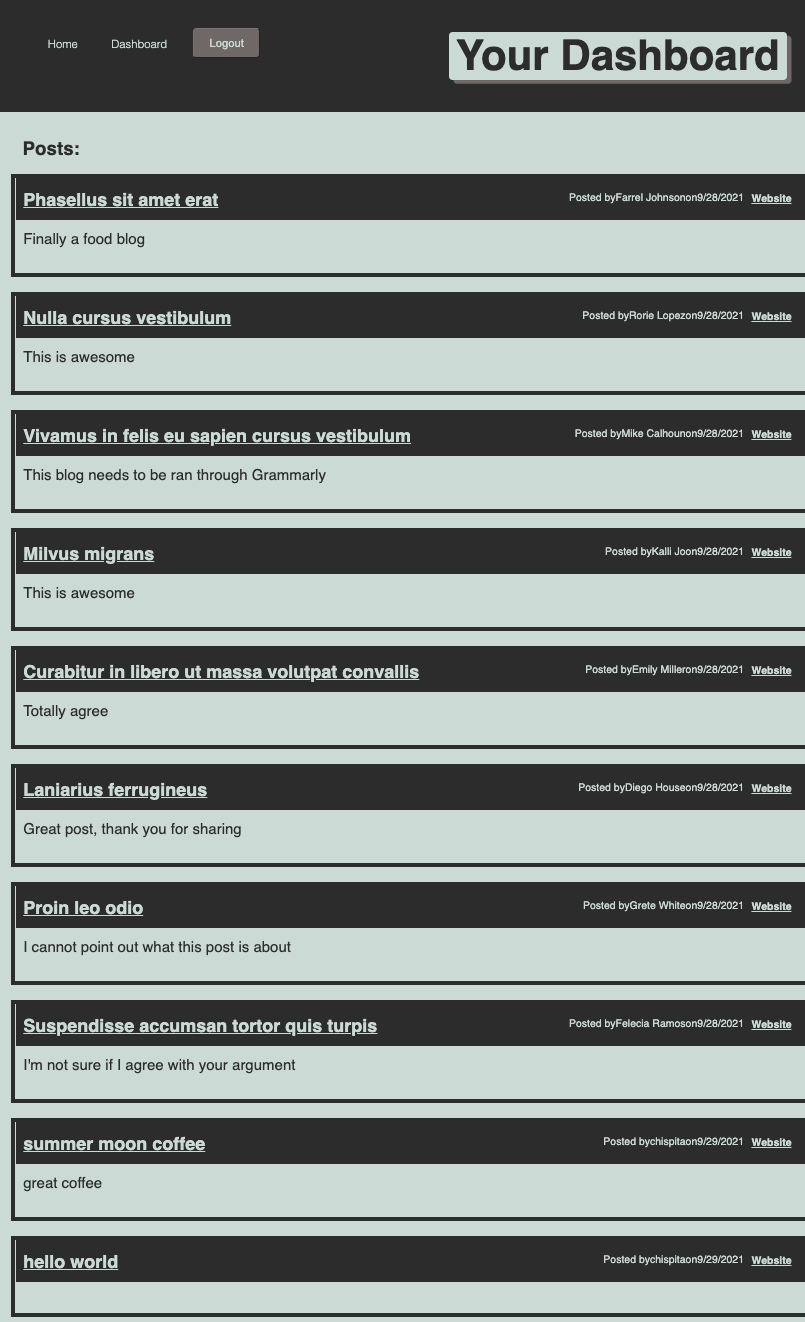 Home Dashboard Logout Your Dashboard
Posts:
Phasellus sit amet erat Posted byFarrel Johnsonon9/28/2021 Website
Finally a food blog
Nulla cursus vestibulum Posted byRorie Lopezon9/28/2021 Website
This is awesome
Vivamus in felis eu sapien cursus vestibulum Posted byMike Calhounon9/28/2021 Website
This blog needs to be ran through Grammarly
Milvus migrans Posted byKalli Joon9/28/2021 Website
This is awesome
Curabitur in libero ut massa volutpat convallis Posted byEmily Milleron9/28/2021 Website
Totally agree
Laniarius ferrugineus Posted byDiego Houseon9/28/2021 Website
Great post, thank you for sharing
Proin leo odio Posted byGrete Whiteon9/28/2021 Website
I cannot point out what this post is about
Suspendisse accumsan tortor quis turpis Posted byFelecia Ramoson9/28/2021 Website
I'm not sure if I agree with your argument
summer moon coffee Posted bychispitaon9/29/2021 Website
great coffee
hello world Posted bychispitaon9/29/2021 Website